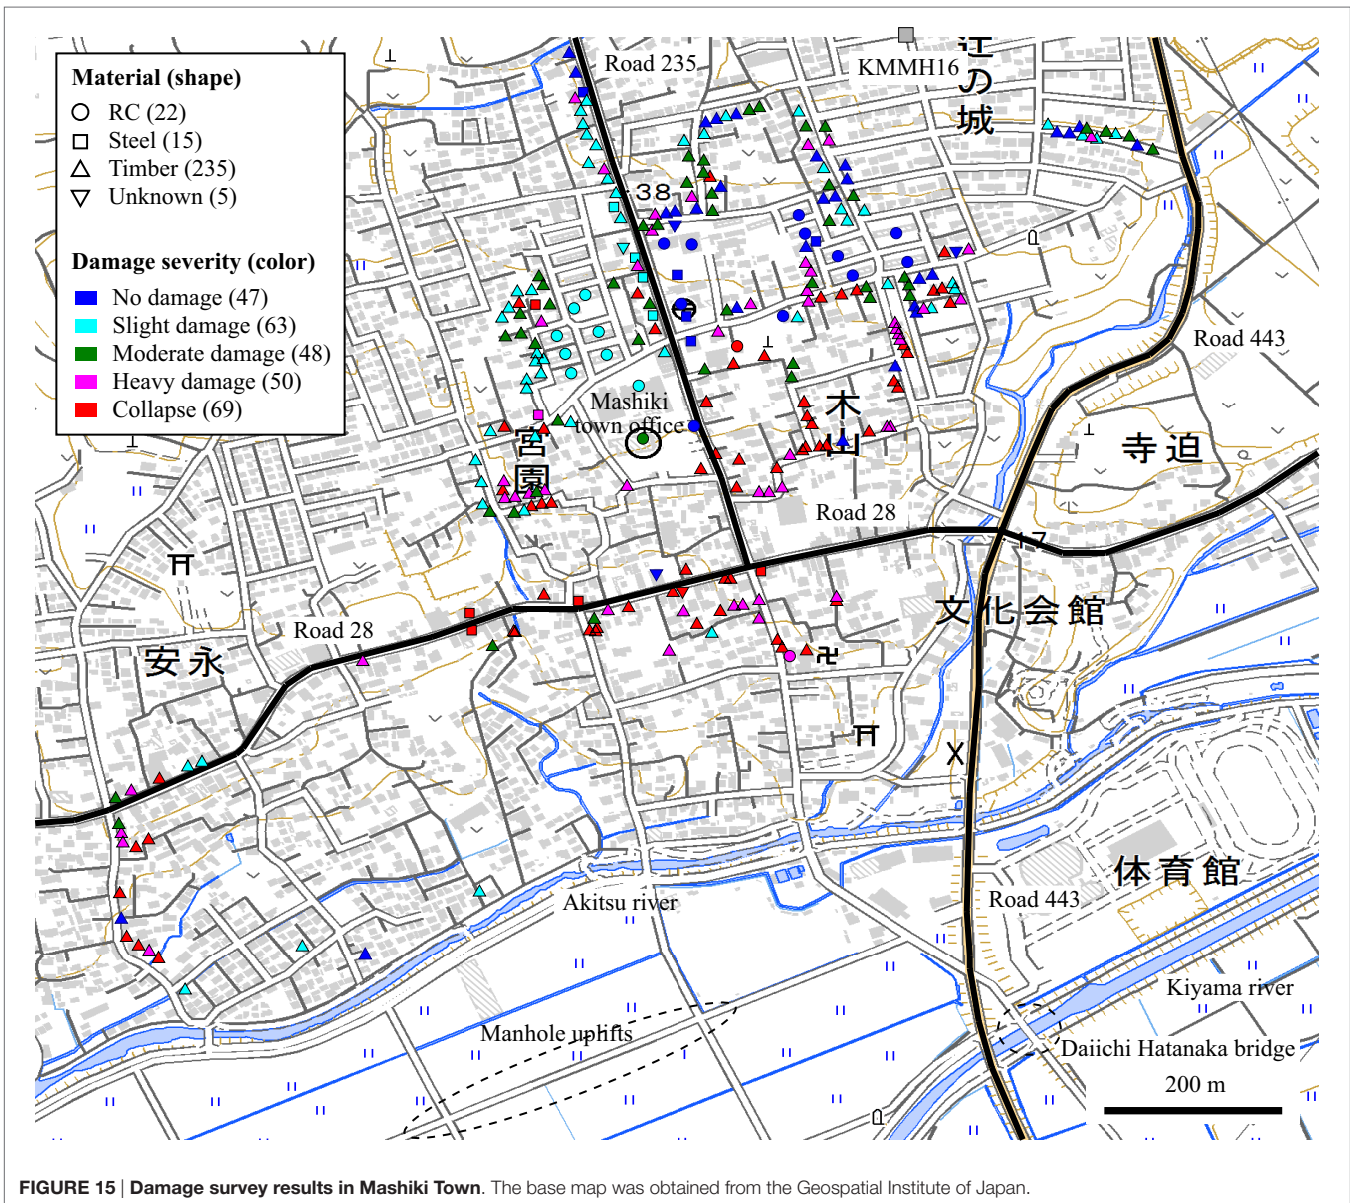 Material (shape)
RC (22)
Steel (15)
Timber (235)
Unknown (5)
Damage severity (color)
No damage (47)
Slight damage (63)
Moderate damage (48)
Heavy damage (50)
Collapse (69)
Road 235
KMMH16
辻の城
38
Road 443
Mashiki
town office
木山
宮園
寺迫
Road 28
17
文化会館
Road 28
安永
体育館
Road 443
Akitsu river
Kiyama river
Manhole uplifts
Daiichi Hatanaka bridge
200 m
FIGURE 15 | Damage survey results in Mashiki Town. The base map was obtained from the Geospatial Institute of Japan.